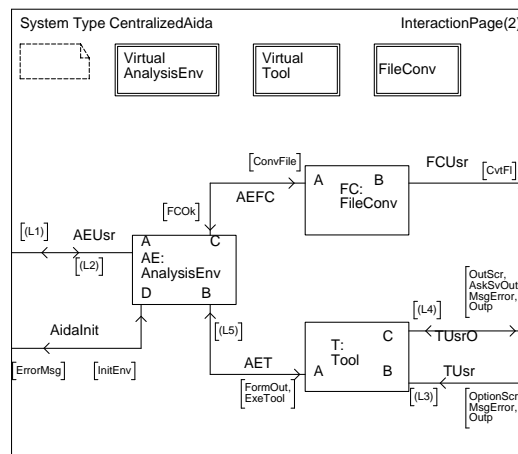 System Type CentralizedAida
InteractionPage(2)
Virtual
AnalysisEnv
Virtual
Tool
FileConv
[ConvFile]
A
B
FC:
FileConv
FCUsr
[CvtFl]
AEFC
[FCOk]
[(L1)]
AEUsr
[(L2)]
A
C
AE:
AnalysisEnv
D
B
[OutScr,
AskSvOut
MsgError,
Outp
[(L4)]
AidaInit
[(L5)]
C
TUsrO
T:
Tool
[ErrorMsg]
[InitEnv]
AET
A
B
TUsr
[FormOut,
ExeTool]
[(L3)]
[OptionScr
MsgError,
Outp